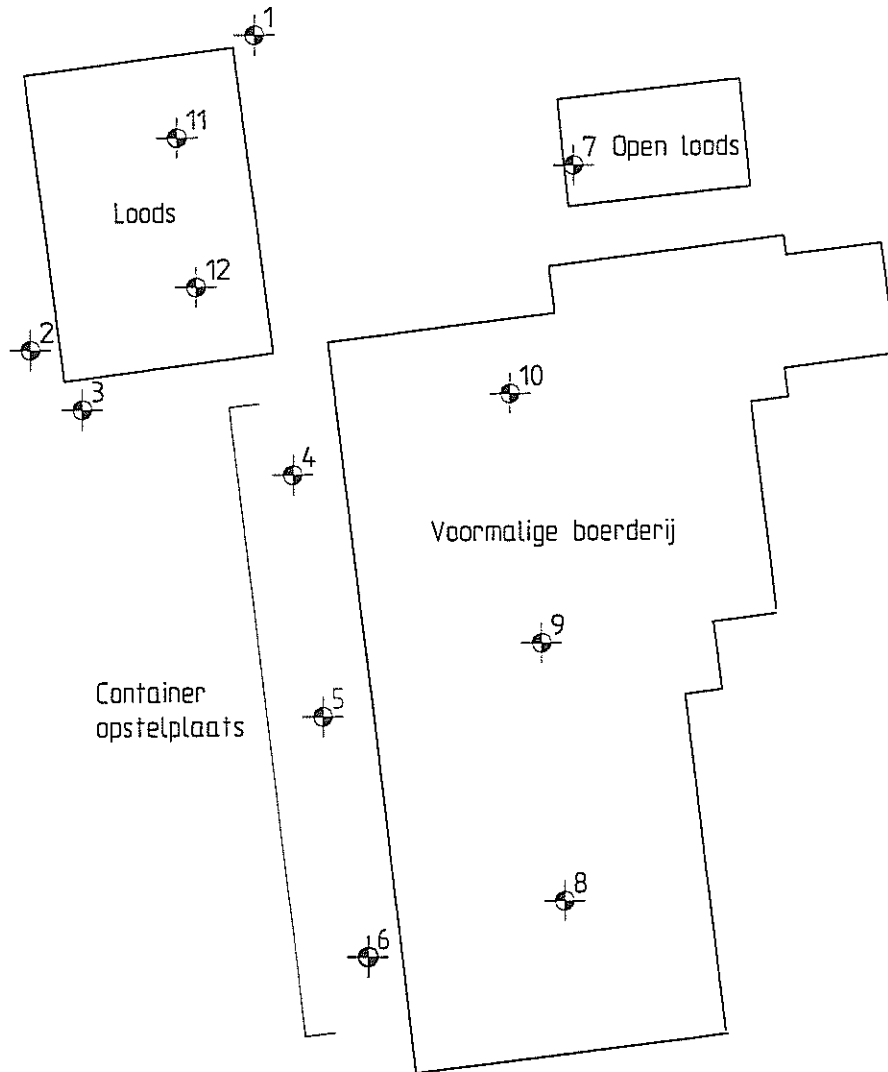 1
11
7 Open loods
Loods
12
2
3
10
4
Voormalige boerderij
9
Container
opstelplaats
5
8
6